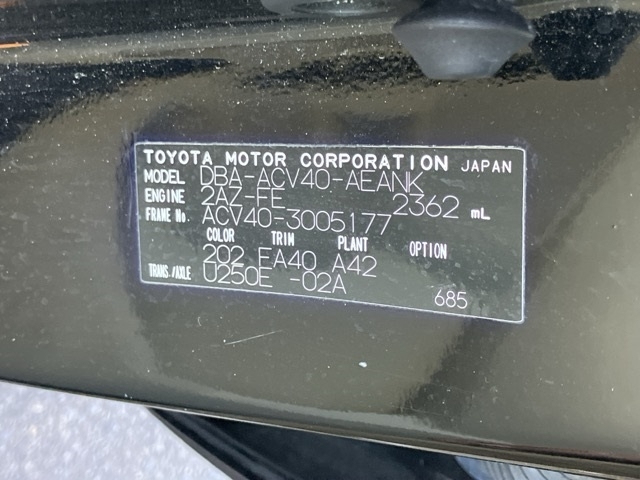 TOYOTA MOTOR CORPORATION JAPAN
MODEL DBA-ACV40-AEANK
ENGINE 2AZ-FE 2362 mL
FRAME No. ACV40-3005177
COLOR TRIM PLANT OPTION
202 FA40 A42
TRANS./AXLE U250E -02A
685